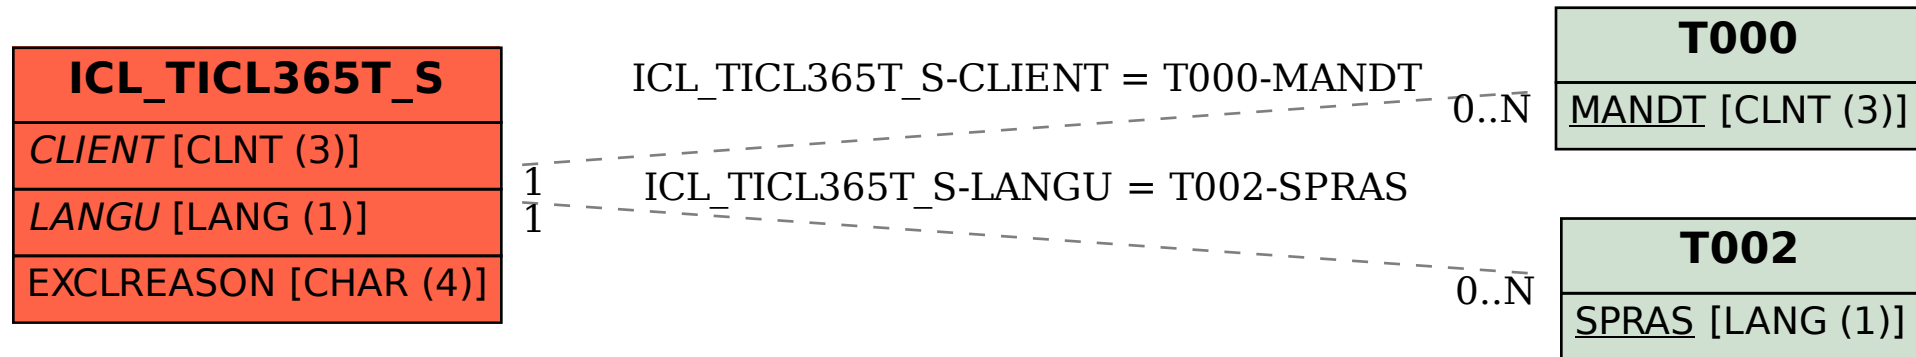 ICL_TICL365T_S
CLIENT [CLNT (3)]
LANGU [LANG (1)]
EXCLREASON [CHAR (4)]
ICL_TICL365T_S-CLIENT = T000-MANDT
0..N
1
ICL_TICL365T_S-LANGU = T002-SPRAS
1
0..N
T000
MANDT [CLNT (3)]
T002
SPRAS [LANG (1)]